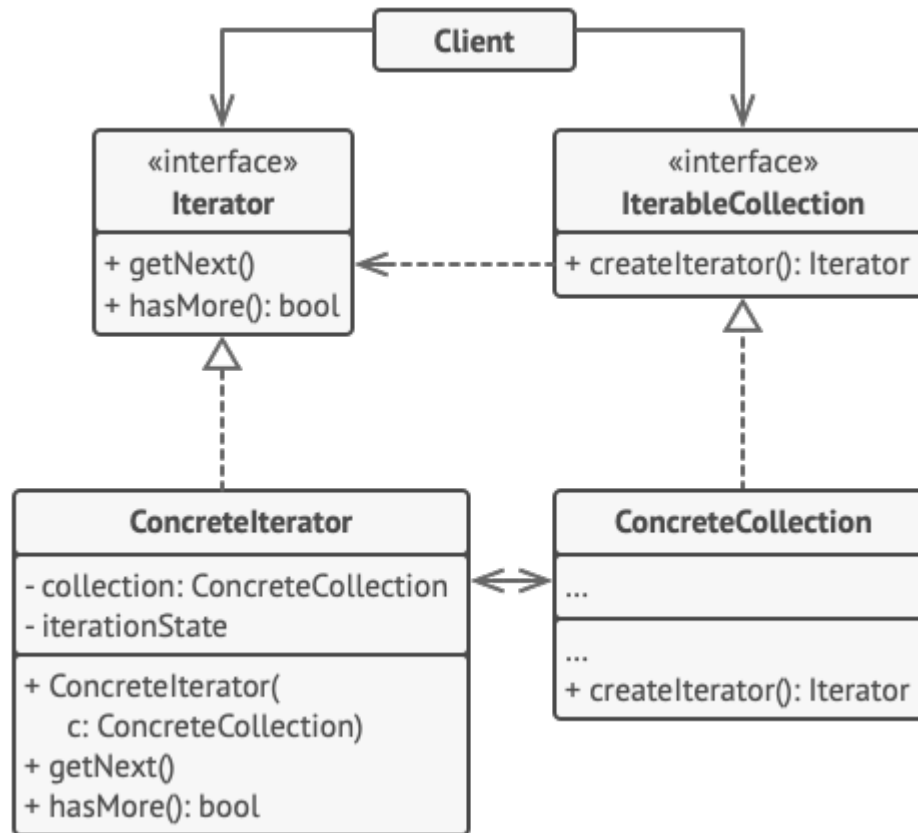 Client
«interface»
Iterator
+ getNext()
+ hasMore(): bool
«interface»
IterableCollection
+ createIterator(): Iterator
ConcreteIterator
- collection: ConcreteCollection
- iterationState
+ ConcreteIterator(
c: ConcreteCollection)
+ getNext()
+ hasMore(): bool
ConcreteCollection
...
...
+ createIterator(): Iterator